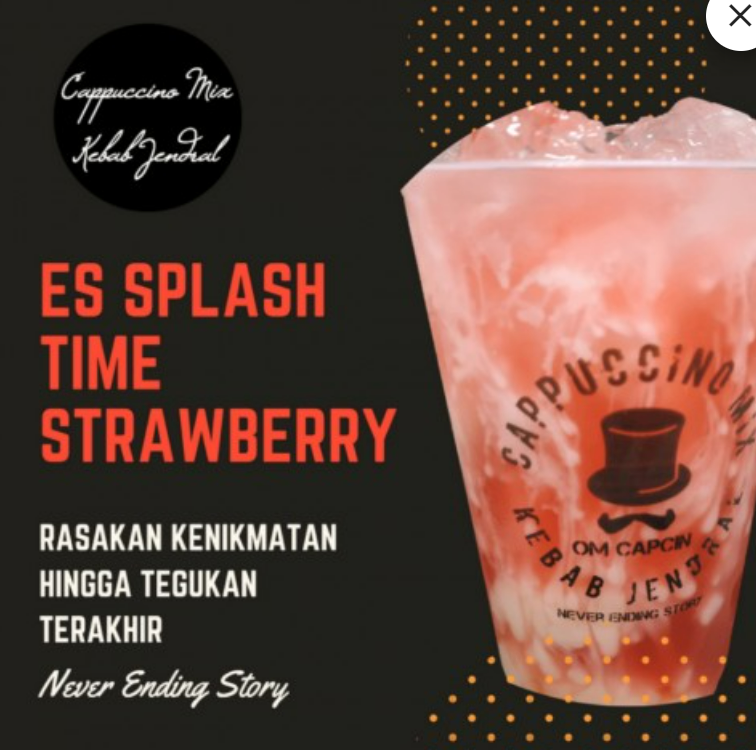 Cappuccino Mix
Kebab Jendral
ES SPLASH
TIME
STRAWBERRY
RASAKAN KENIKMATAN
HINGGA TEGUKAN
TERAKHIR
Never Ending Story
CAPPUCCINO MIX
OM CAPCIN
KEBAB JENDRAL
NEVER ENDING STORY